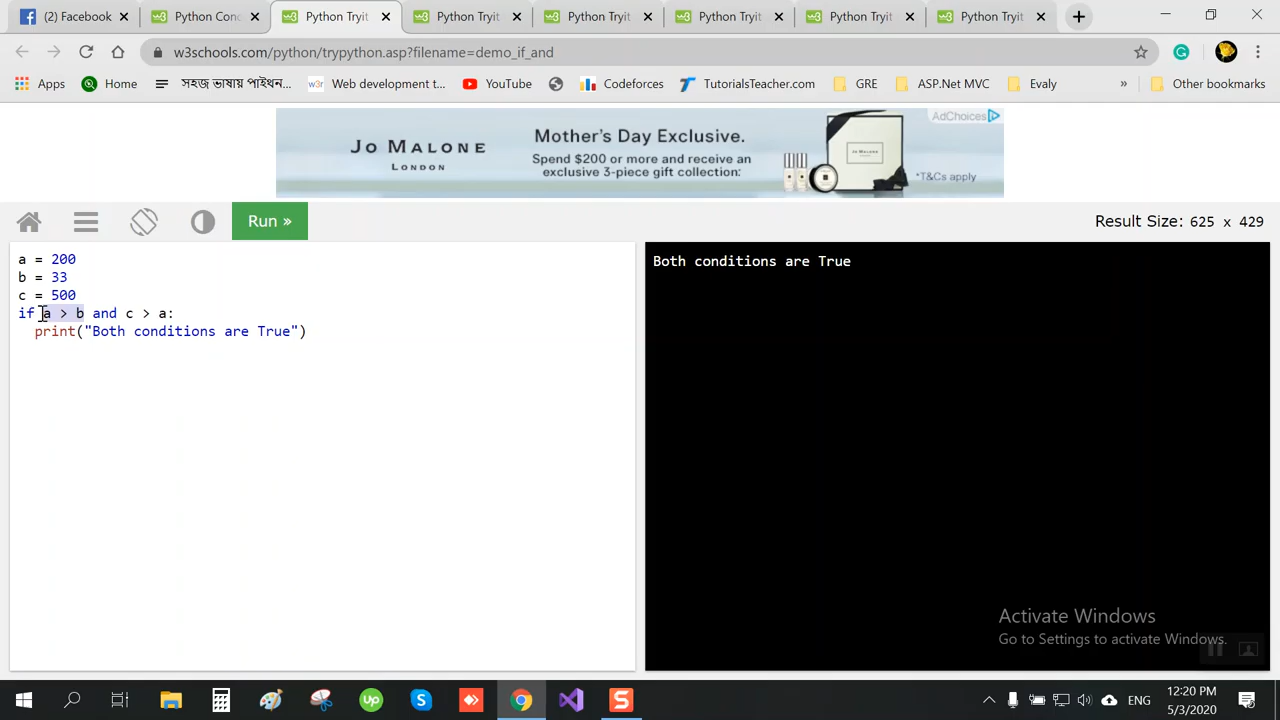 (2) Facebook
Python Con
Python Tryit
Python Tryit
Python Tryit
Python Tryit
Python Tryit
Python Tryit
w3schools.com/python/trypython.asp?filename=demo_if_and
Apps
Home
সহজ ভাষায় পাইথন...
w3r
Web development t...
YouTube
Codeforces
TutorialsTeacher.com
GRE
ASP.Net MVC
Evaly
»
Other bookmarks
AdChoices
JO MALONE
LONDON
Mother's Day Exclusive.
Spend $200 or more and receive an
exclusive 3-piece gift collection:
*T&Cs apply
Run »
Result Size: 625 x 429
a = 200
b = 33
c = 500
if a > b and c > a:
print("Both conditions are True")
Both conditions are True
Activate Windows
Go to Settings to activate Windows.
up
S
S
ENG
12:20 PM
5/3/2020